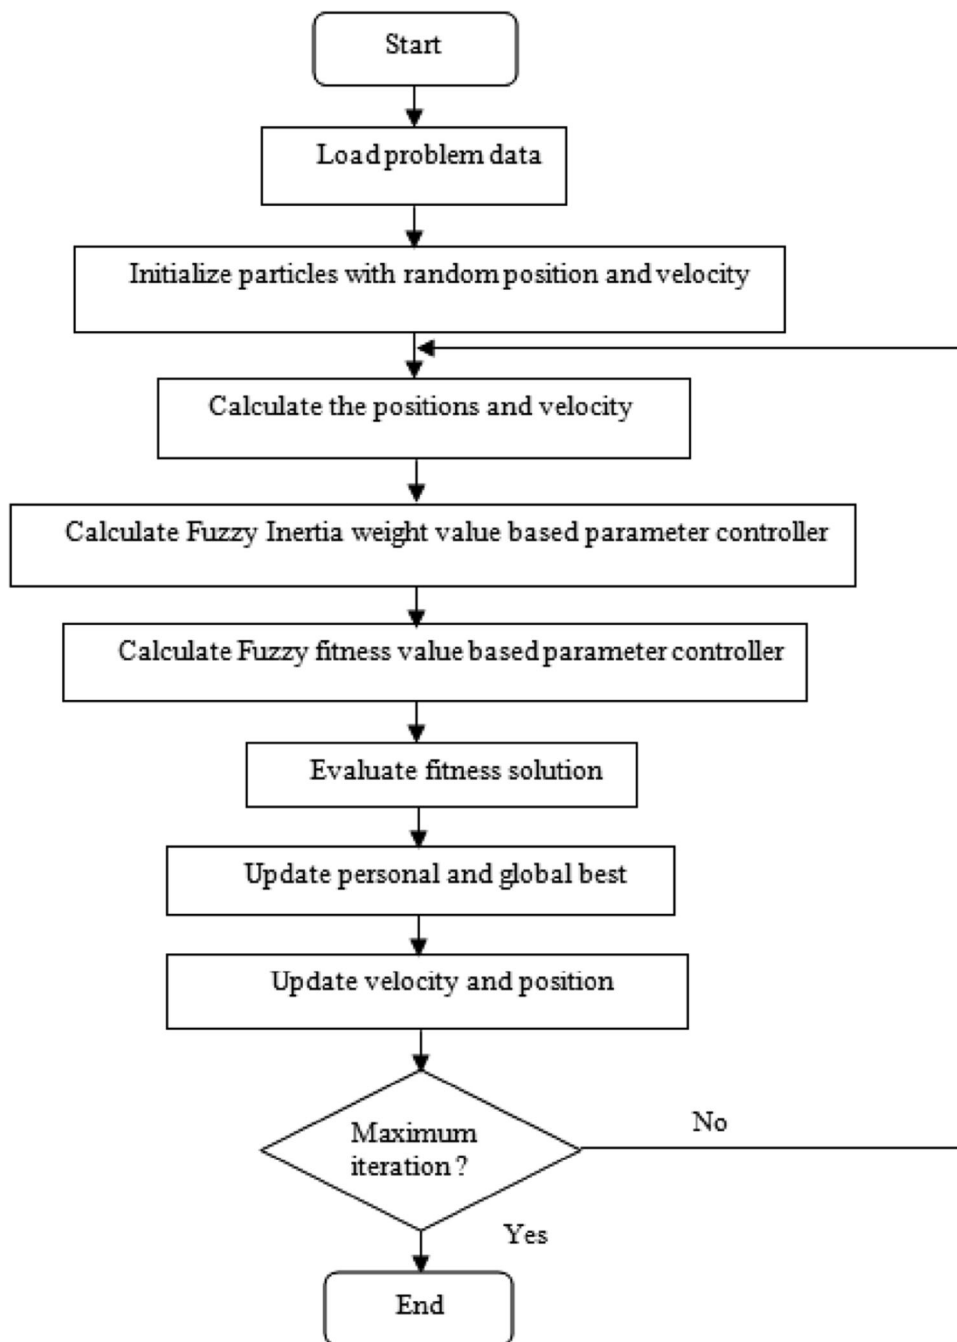 Start
Load problem data
Initialize particles with random position and velocity
Calculate the positions and velocity
Calculate Fuzzy Inertia weight value based parameter controller
Calculate Fuzzy fitness value based parameter controller
Evaluate fitness solution
Update personal and global best
Update velocity and position
Maximum
iteration ?
No
Yes
End